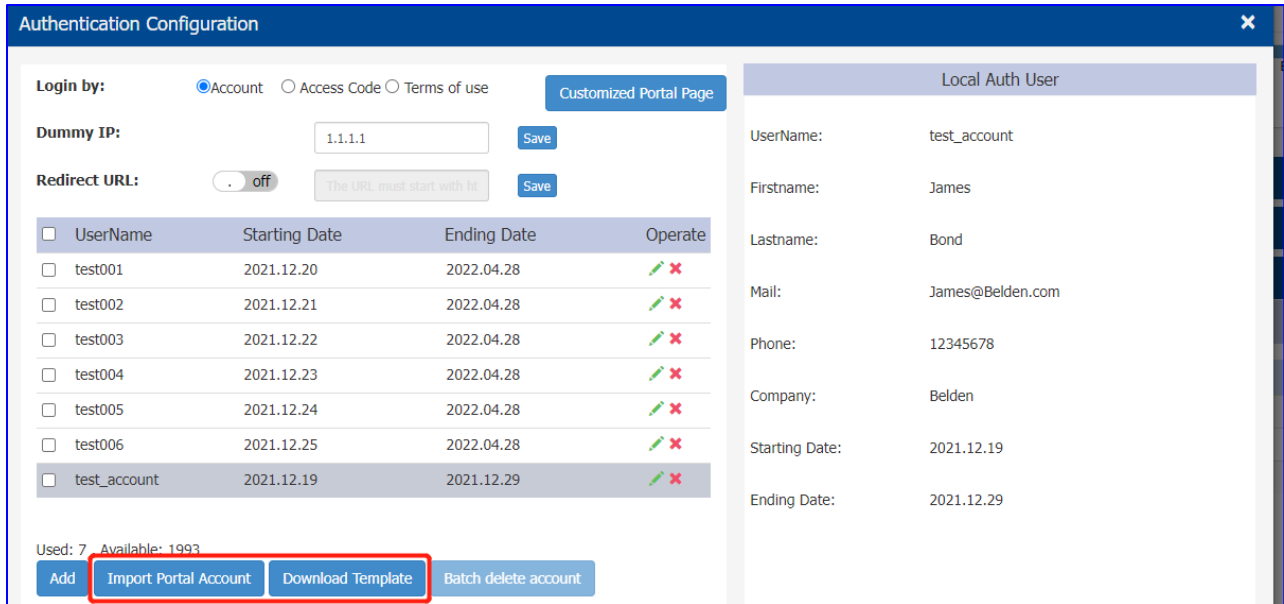 Authentication Configuration
Login by: Account Access Code Terms of use Customized Portal Page
Dummy IP: 1.1.1.1 Save
Redirect URL: . off The URL must start with ht Save
UserName Starting Date Ending Date Operate
test001 2021.12.20 2022.04.28
test002 2021.12.21 2022.04.28
test003 2021.12.22 2022.04.28
test004 2021.12.23 2022.04.28
test005 2021.12.24 2022.04.28
test006 2021.12.25 2022.04.28
test_account 2021.12.19 2021.12.29
Used: 7 , Available: 1993
Add Import Portal Account Download Template Batch delete account
Local Auth User
UserName: test_account
Firstname: James
Lastname: Bond
Mail: James@Belden.com
Phone: 12345678
Company: Belden
Starting Date: 2021.12.19
Ending Date: 2021.12.29